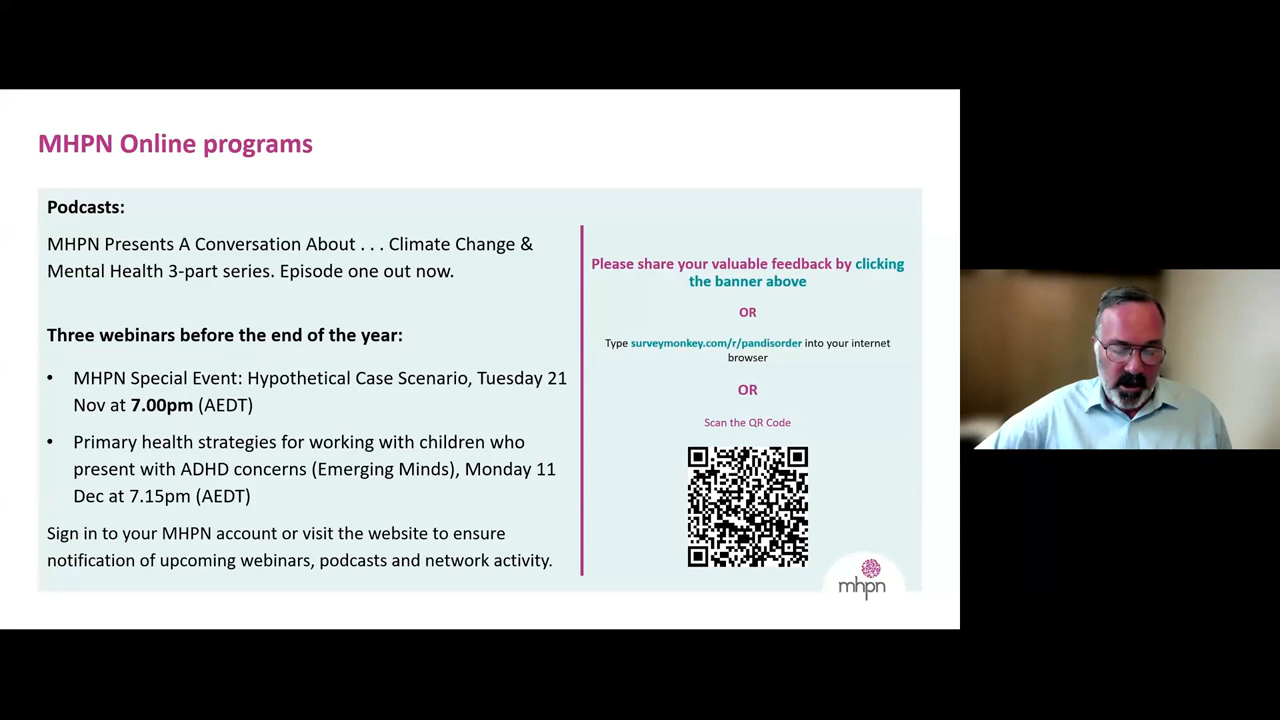 MHPN Online programs
Podcasts:
MHPN Presents A Conversation About . . . Climate Change &
Mental Health 3-part series. Episode one out now.
Three webinars before the end of the year:
• MHPN Special Event: Hypothetical Case Scenario, Tuesday 21
Nov at 7.00pm (AEDT)
• Primary health strategies for working with children who
present with ADHD concerns (Emerging Minds), Monday 11
Dec at 7.15pm (AEDT)
Sign in to your MHPN account or visit the website to ensure
notification of upcoming webinars, podcasts and network activity.
Please share your valuable feedback by clicking
the banner above
OR
Type surveymonkey.com/r/pandisorder into your internet
browser
OR
Scan the QR Code
mhpn